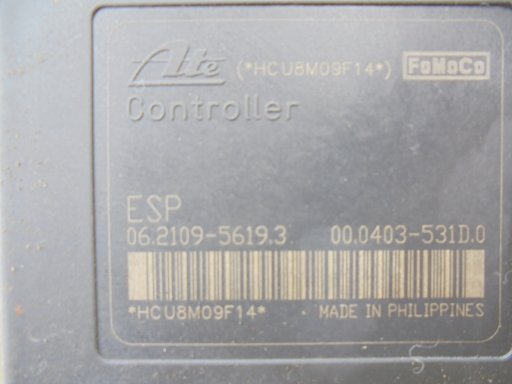 Ate (*HCU8M09F14*) FoMoCo
Controller
ESP
06.2109-5619.3 00.0403-531D.0
*HCU8M09F14* · MADE IN PHILIPPINES